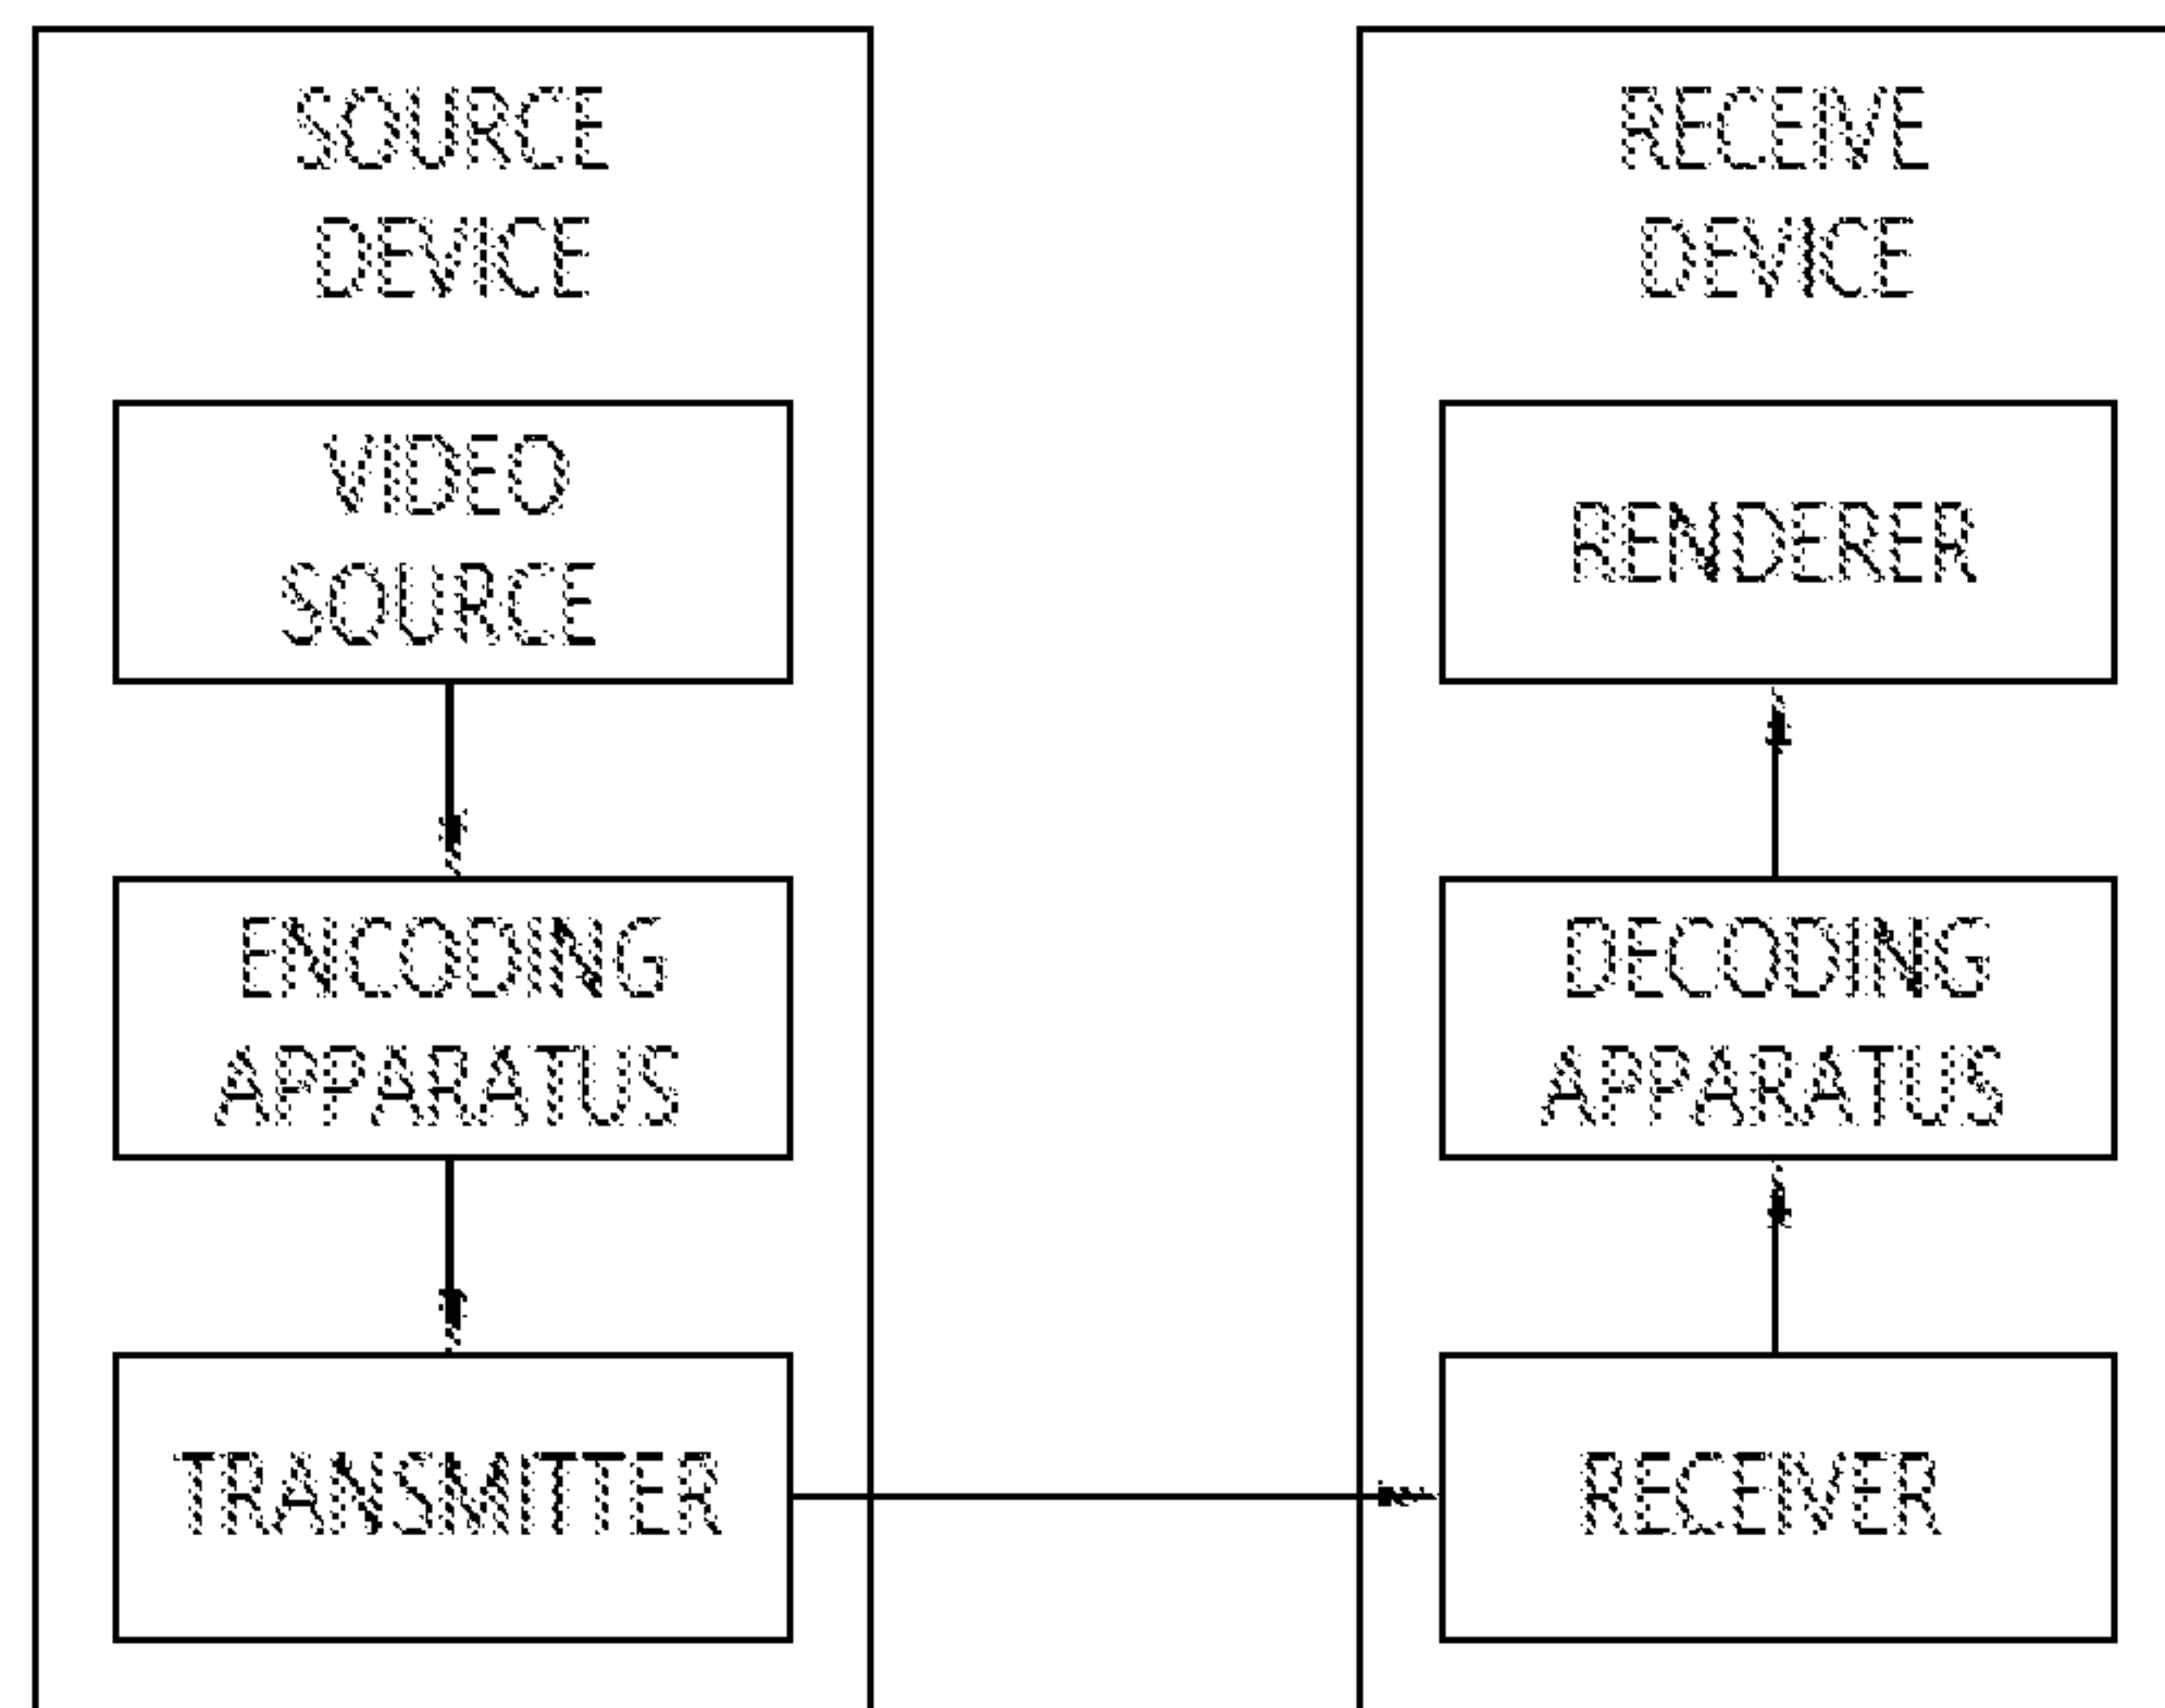 SOURCE
DEVICE
VIDEO
SOURCE
ENCODING
APPARATUS
TRANSMITTER
RECEIVE
DEVICE
RENDERER
DECODING
APPARATUS
RECEIVER